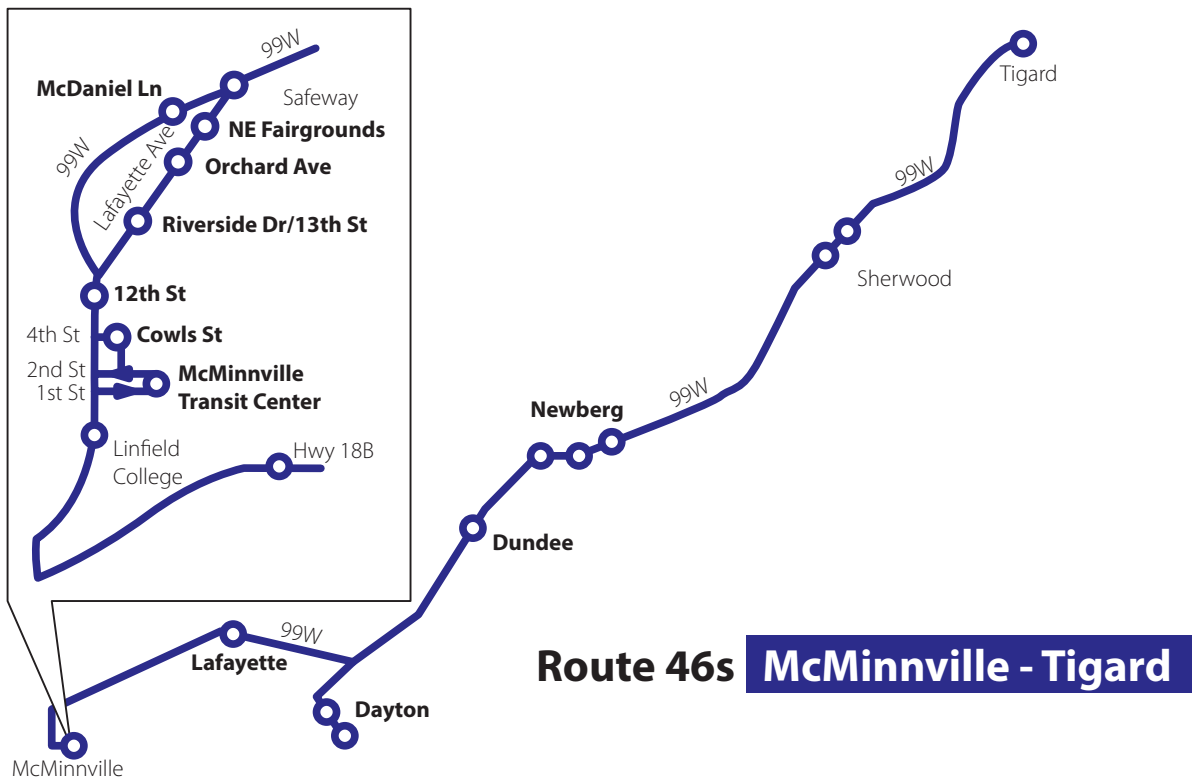 99W
McDaniel Ln
Safeway
NE Fairgrounds
Lafayette Ave
99W
Orchard Ave
Riverside Dr/13th St
12th St
4th St
Cowls St
2nd St
1st St
McMinnville
Transit Center
Linfield
College
Hwy 18B
Tigard
99W
Sherwood
99W
Newberg
Dundee
99W
Lafayette
Dayton
McMinnville
Route 46s McMinnville - Tigard